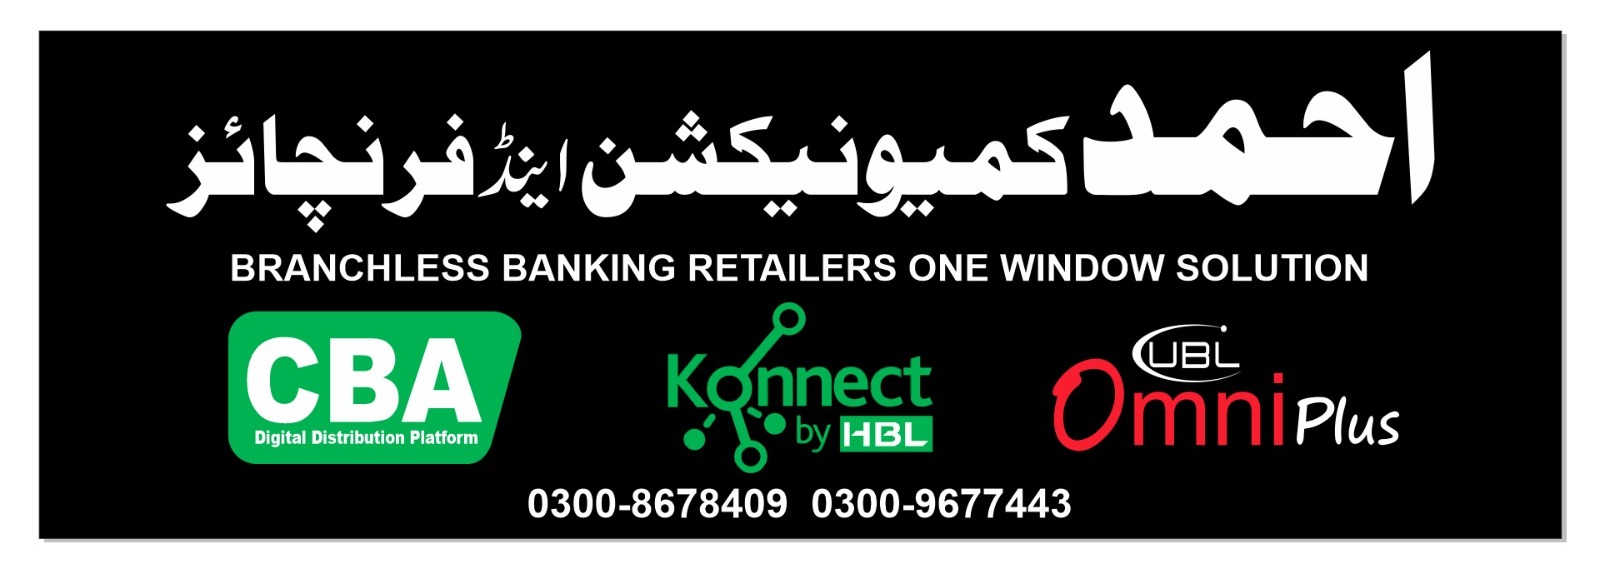 احمد کمیونیکشن اینڈ فرنچائز
BRANCHLESS BANKING RETAILERS ONE WINDOW SOLUTION
CBA
Digital Distribution Platform
Konnect
by HBL
UBL
Omni Plus
0300-8678409 0300-9677443